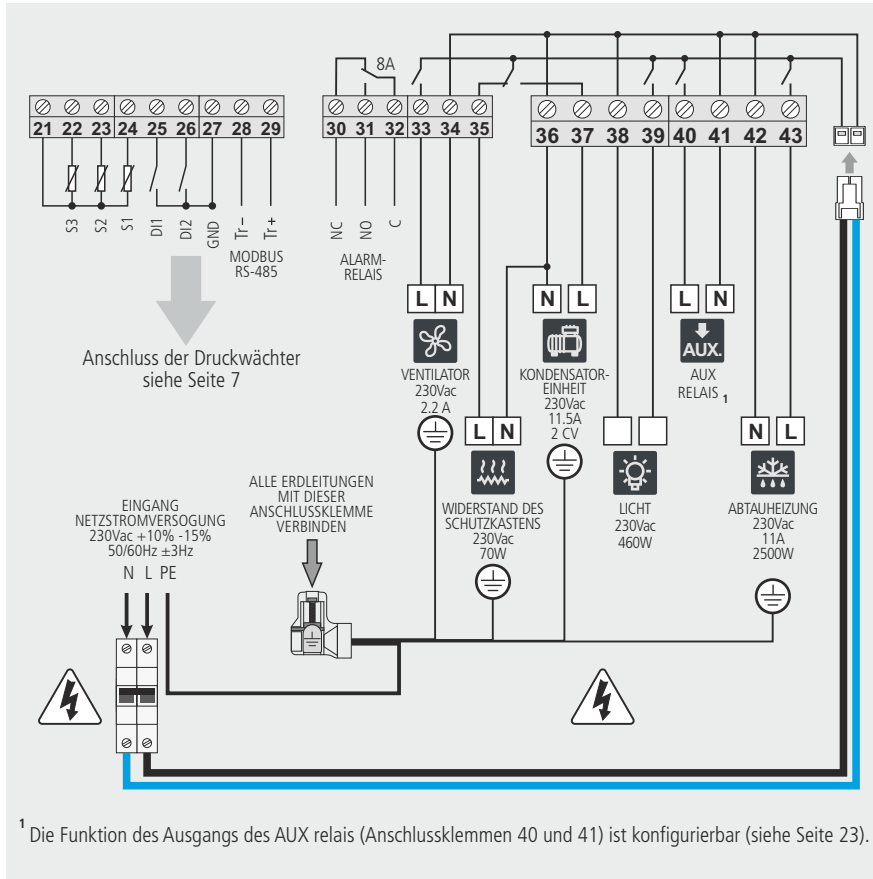 8A
21 22 23 24 25 26 27 28 29
30 31 32 33 34 35
36 37 38 39 40 41 42 43
S3
S2
S1
DI1
DI2
GND
Tr -
Tr +
MODBUS
RS-485
NC
NO
C
ALARM-
RELAIS
Anschluss der Druckwächter
siehe Seite 7
L N
VENTILATOR
230Vac
2.2 A
N L
KONDENSATOR-
EINHEIT
230Vac
11.5A
2 CV
L N
AUX.
AUX
RELAIS 1
L N
WIDERSTAND DES
SCHUTZKASTENS
230Vac
70W
LICHT
230Vac
460W
N L
ABTAUHEIZUNG
230Vac
11A
2500W
ALLE ERDLEITUNGEN
MIT DIESER
ANSCHLUSSKLEMME
VERBINDEN
EINGANG
NETZSTROMVERSOGUNG
230Vac +10% -15%
50/60Hz ±3Hz
N L PE
1 Die Funktion des Ausgangs des AUX relais (Anschlussklemmen 40 und 41) ist konfigurierbar (siehe Seite 23).